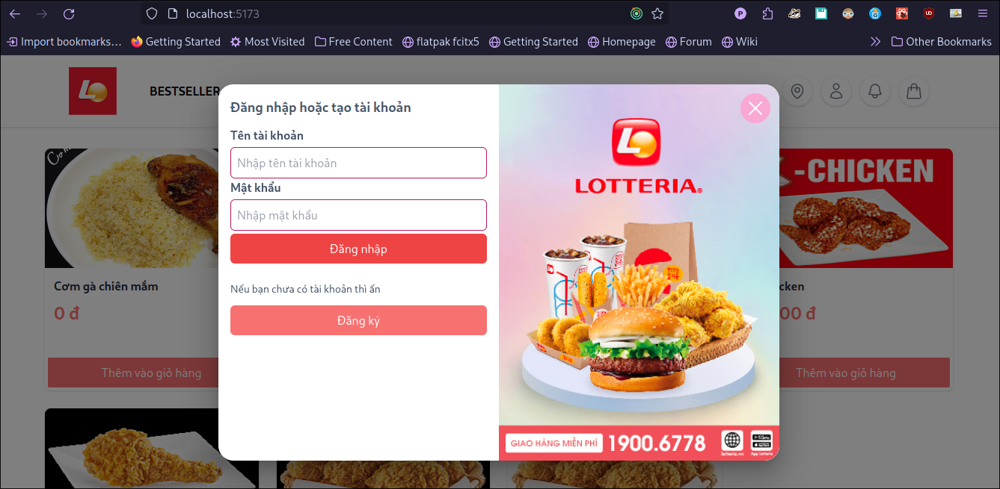 localhost:5173
Import bookmarks... Getting Started Most Visited Free Content flatpak fcitx5 Getting Started Homepage Forum Wiki Other Bookmarks
BESTSELLER
Đăng nhập hoặc tạo tài khoản
Tên tài khoản
Nhập tên tài khoản
Mật khẩu
Nhập mật khẩu
Đăng nhập
Nếu bạn chưa có tài khoản thì ấn
Đăng ký
LOTTERIA®
GIAO HÀNG MIỄN PHÍ 1900.6778
lotteria.vn App Lotteria
-CHICKEN
Cơm gà chiên mắm
0 đ
Thêm vào giỏ hàng
icken
00 đ
Thêm vào giỏ hàng